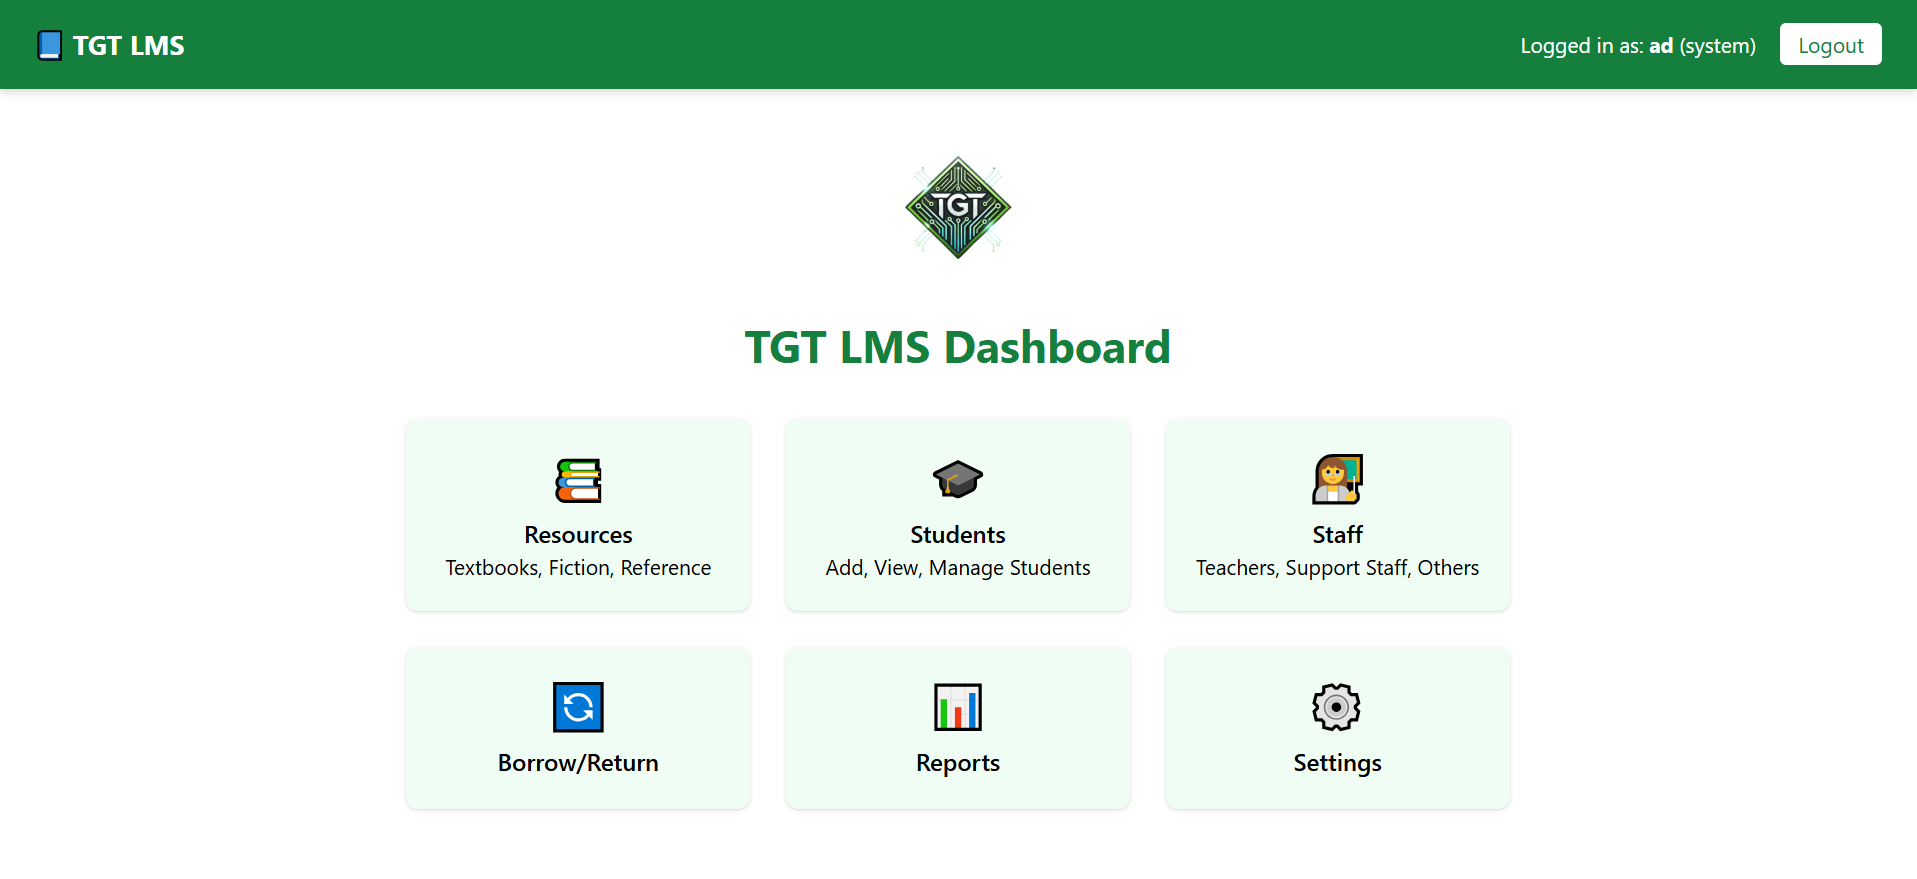 TGT LMS
Logged in as: ad (system)
Logout
TGT
TGT LMS Dashboard
Resources
Textbooks, Fiction, Reference
Students
Add, View, Manage Students
Staff
Teachers, Support Staff, Others
Borrow/Return
Reports
Settings